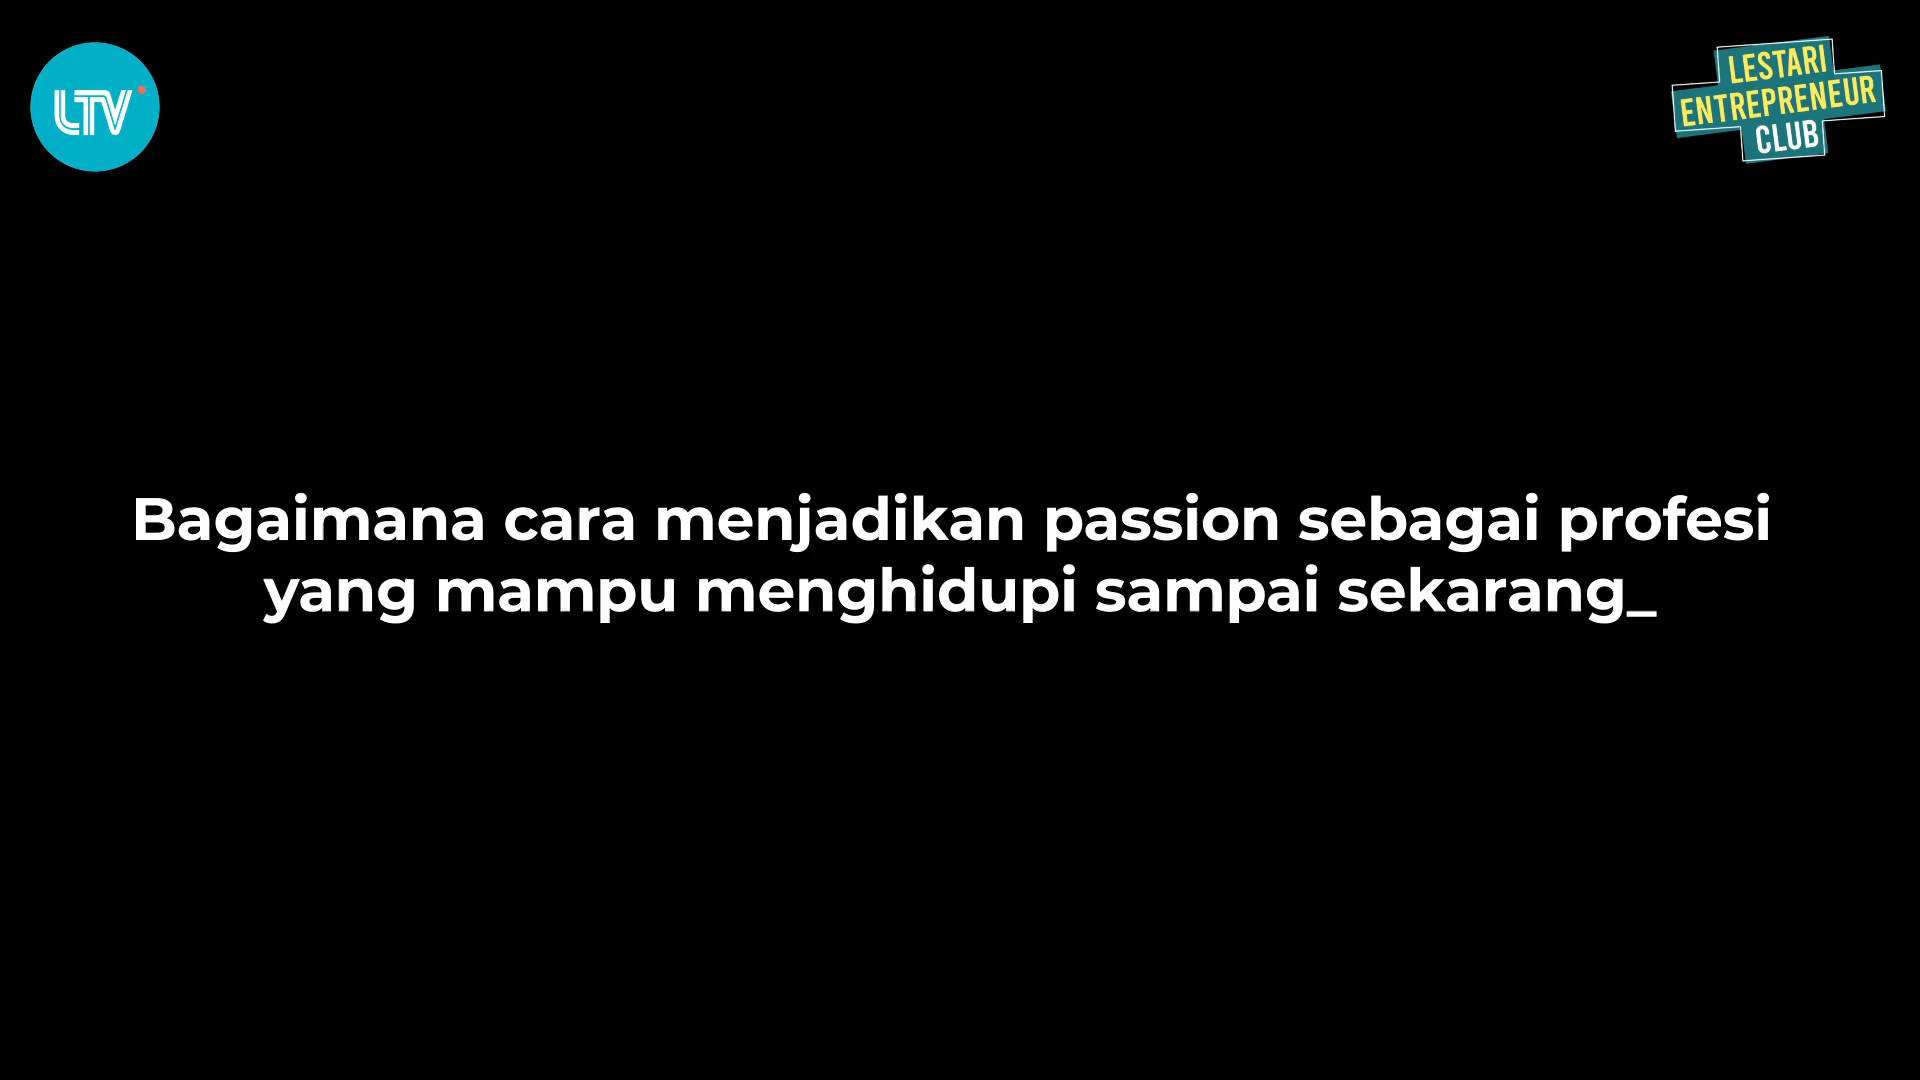 LTV
LESTARI
ENTREPRENEUR
CLUB
Bagaimana cara menjadikan passion sebagai profesi
yang mampu menghidupi sampai sekarang_